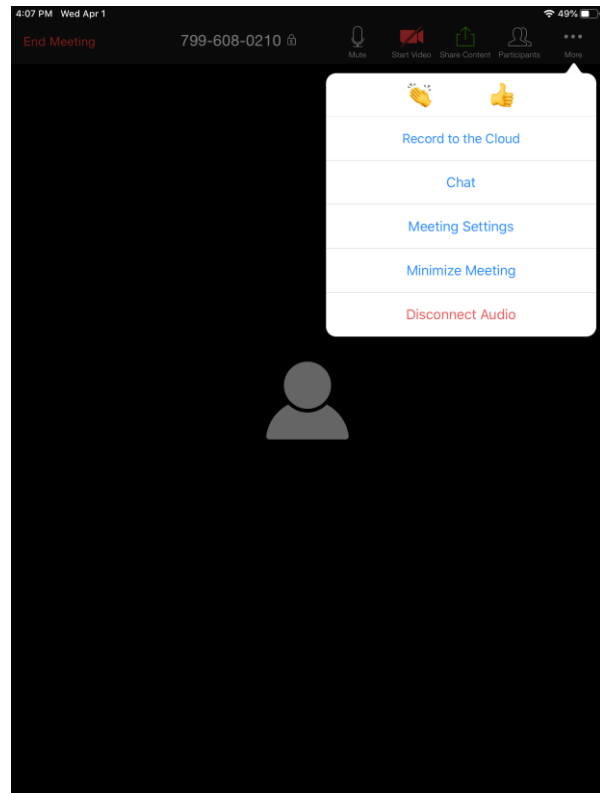 4:07 PM Wed Apr 1 49%
End Meeting 799-608-0210 Mute Start Video Share Content Participants More
Record to the Cloud
Chat
Meeting Settings
Minimize Meeting
Disconnect Audio